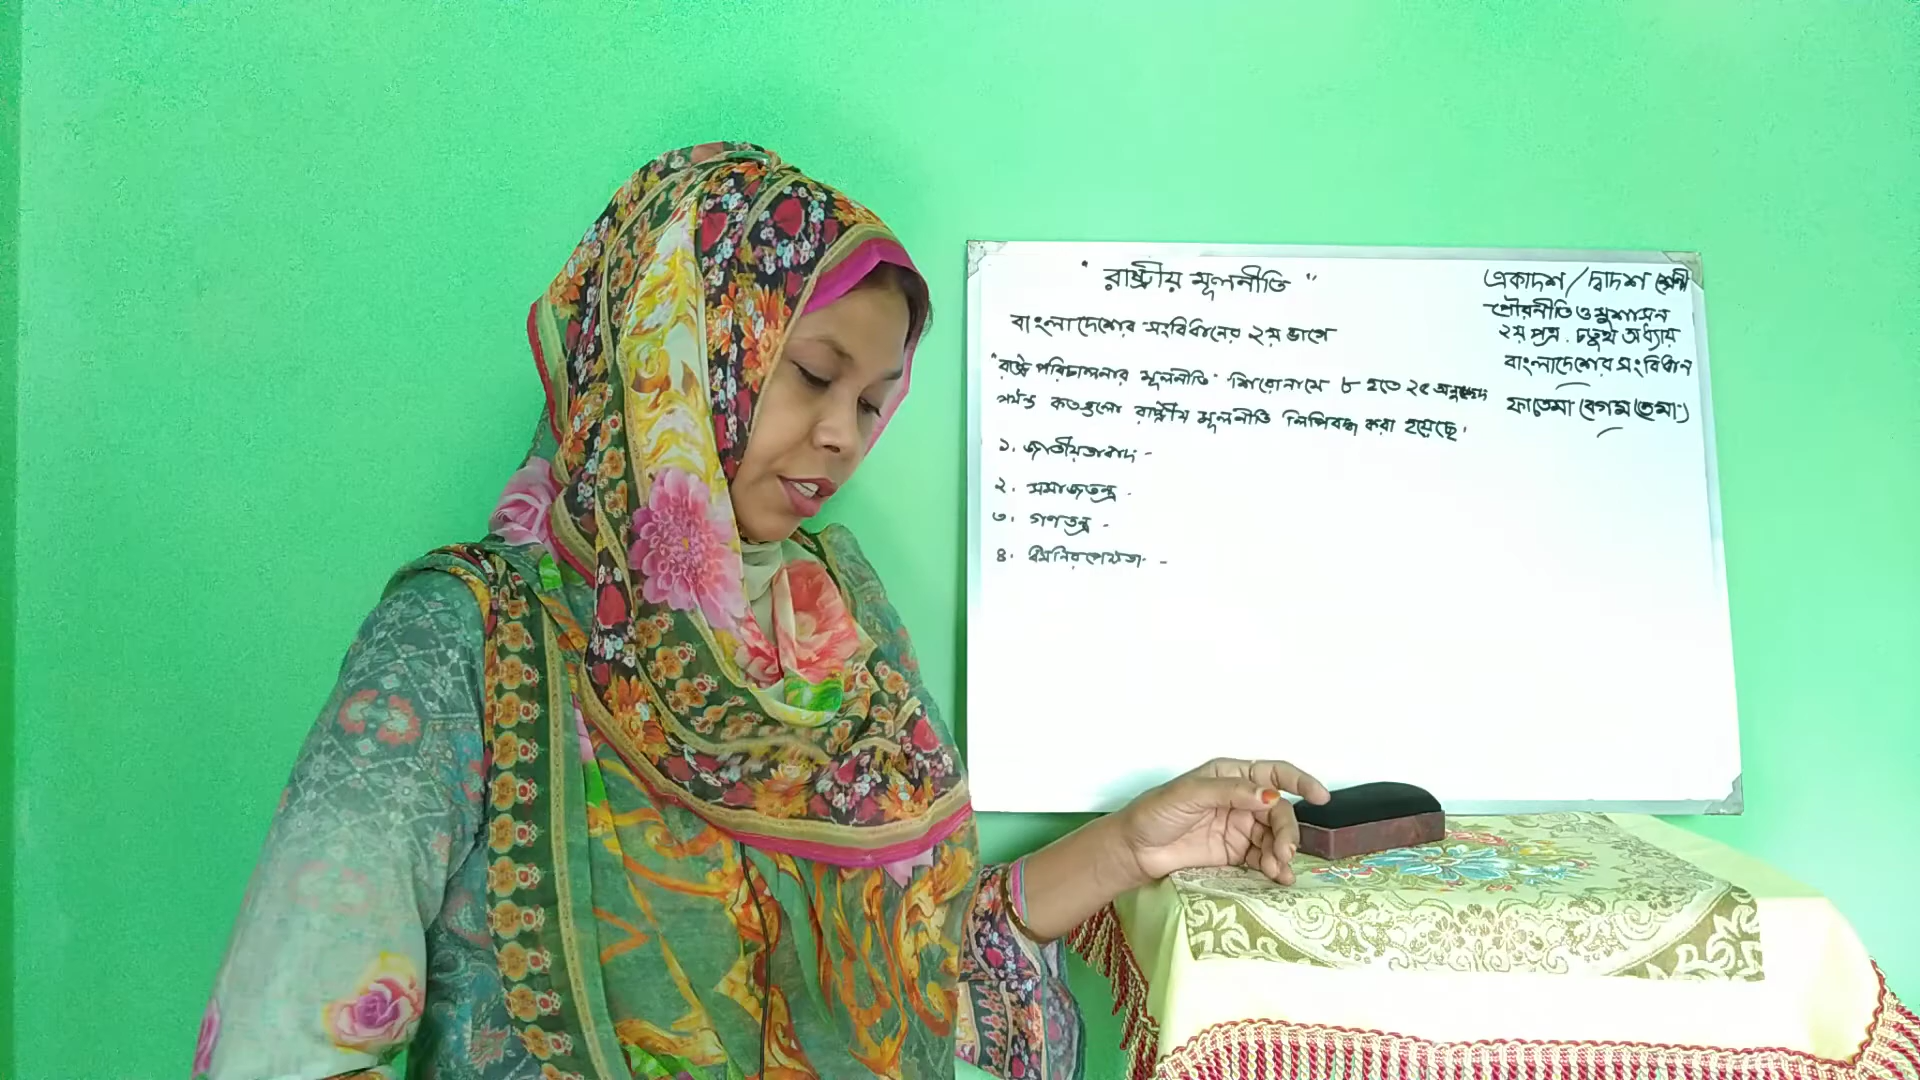 " রাষ্ট্রীয় মূলনীতি "
বাংলাদেশের সংবিধানের ২য় ভাগে
"রাষ্ট্র পরিচালনার মূলনীতি" শিরোনামে ৮ হতে ২৫ অনুচ্ছেদ
পর্যন্ত কতগুলো রাষ্ট্রীয় মূলনীতি লিপিবদ্ধ করা হয়েছে।
১. জাতীয়তাবাদ -
২. সমাজতন্ত্র -
৩. গণতন্ত্র -
৪. ধর্মনিরপেক্ষতা -
একাদশ / দ্বাদশ শ্রেণী
পৌরনীতি ও সুশাসন
২য় পত্র . চতুর্থ অধ্যায়
বাংলাদেশের সংবিধান
ফাতেমা বেগম (হেমা)